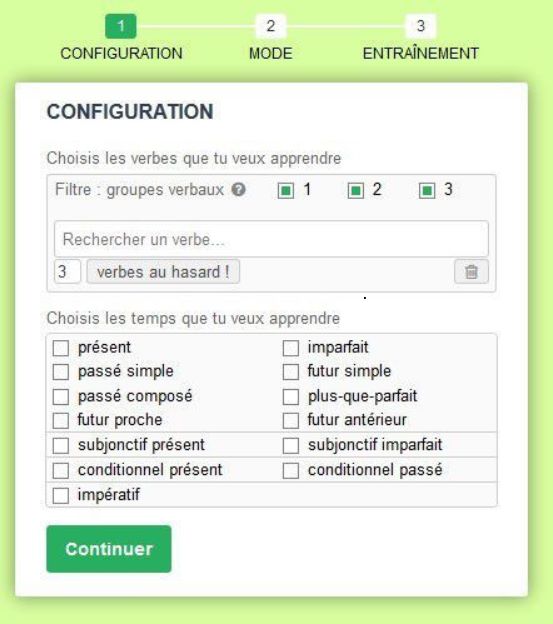 1 2 3
CONFIGURATION MODE ENTRAÎNEMENT
CONFIGURATION
Choisis les verbes que tu veux apprendre
Filtre : groupes verbaux ? 1 2 3
Rechercher un verbe...
3 verbes au hasard !
Choisis les temps que tu veux apprendre
présent imparfait
passé simple futur simple
passé composé plus-que-parfait
futur proche futur antérieur
subjonctif présent subjonctif imparfait
conditionnel présent conditionnel passé
impératif
Continuer